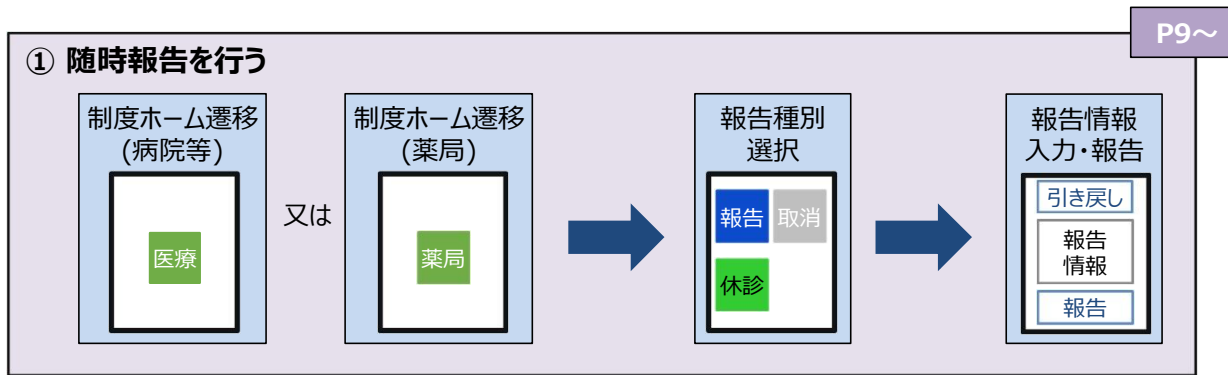 P9～
① 随時報告を行う
制度ホーム遷移
(病院等)
医療
又は
制度ホーム遷移
(薬局)
薬局
報告種別
選択
報告
取消
休診
報告情報
入力・報告
引き戻し
報告
情報
報告